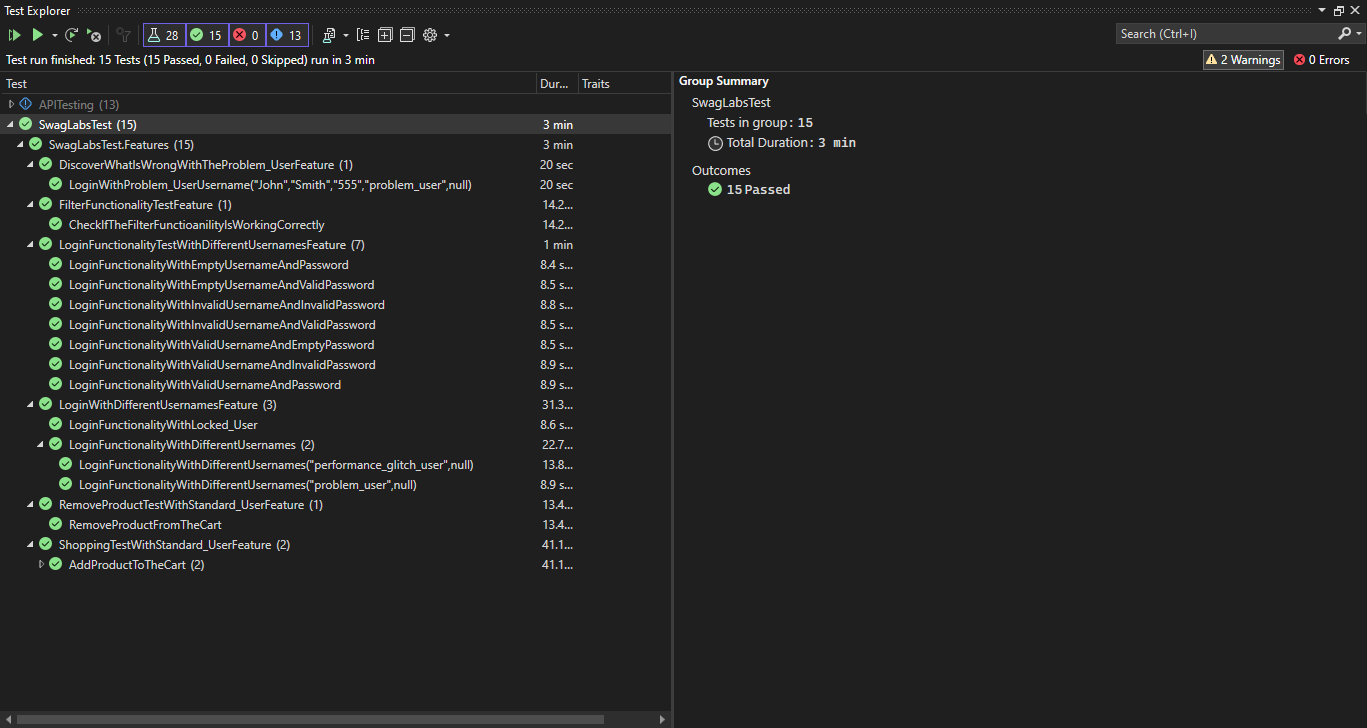 Test Explorer
28 15 0 13 Search (Ctrl+I)
Test run finished: 15 Tests (15 Passed, 0 Failed, 0 Skipped) run in 3 min 2 Warnings 0 Errors
Test Dur... Traits
APITesting (13)
SwagLabsTest (15) 3 min
SwagLabsTest.Features (15) 3 min
DiscoverWhatIsWrongWithTheProblem_UserFeature (1) 20 sec
LoginWithProblem_UserUsername("John","Smith","555","problem_user",null) 20 sec
FilterFunctionalityTestFeature (1) 14.2...
CheckIfTheFilterFunctioanilityIsWorkingCorrectly 14.2...
LoginFunctionalityTestWithDifferentUsernamesFeature (7) 1 min
LoginFunctionalityWithEmptyUsernameAndPassword 8.4 s...
LoginFunctionalityWithEmptyUsernameAndValidPassword 8.5 s...
LoginFunctionalityWithInvalidUsernameAndInvalidPassword 8.8 s...
LoginFunctionalityWithInvalidUsernameAndValidPassword 8.5 s...
LoginFunctionalityWithValidUsernameAndEmptyPassword 8.5 s...
LoginFunctionalityWithValidUsernameAndInvalidPassword 8.9 s...
LoginFunctionalityWithValidUsernameAndPassword 8.9 s...
LoginWithDifferentUsernamesFeature (3) 31.3...
LoginFunctionalityWithLocked_User 8.6 s...
LoginFunctionalityWithDifferentUsernames (2) 22.7...
LoginFunctionalityWithDifferentUsernames("performance_glitch_user",null) 13.8...
LoginFunctionalityWithDifferentUsernames("problem_user",null) 8.9 s...
RemoveProductTestWithStandard_UserFeature (1) 13.4...
RemoveProductFromTheCart 13.4...
ShoppingTestWithStandard_UserFeature (2) 41.1...
AddProductToTheCart (2) 41.1...
Group Summary
SwagLabsTest
Tests in group: 15
Total Duration: 3 min
Outcomes
15 Passed